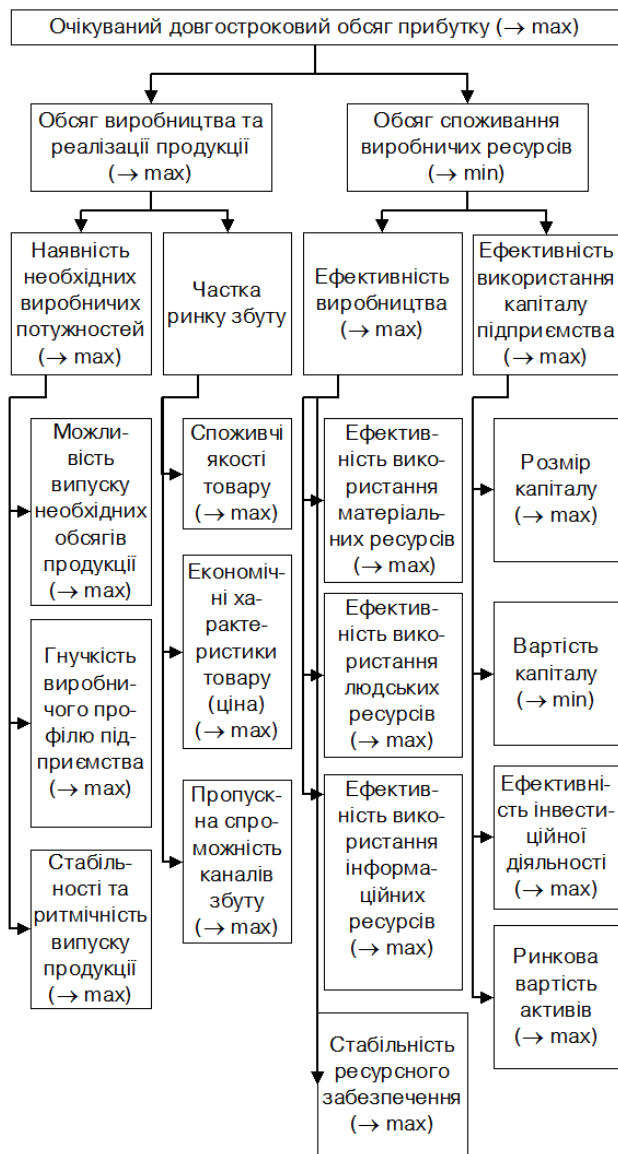 Очікуваний довгостроковий обсяг прибутку (→ max)
Обсяг виробництва та
реалізації продукції
(→ max)
Обсяг споживання
виробничих ресурсів
(→ min)
Наявність
необхідних
виробничих
потужностей
(→ max)
Частка
ринку збуту
Ефективність
виробництва
(→ max)
Ефективність
використання
капіталу
підприємства
(→ max)
Можли-
вість
випуску
необхідних
обсягів
продукції
(→ max)
Гнучкість
виробни-
чого про-
філю під-
приємства
(→ max)
Стабіль-
ності та
ритмічність
випуску
продукції
(→ max)
Споживчі
якості
товару
(→ max)
Економіч-
ні ха-
ракте-
ристики
товару
(ціна)
(→ max)
Пропуск-
на спро-
можність
каналів
збуту
(→ max)
Ефектив-
ність вико-
ристання
матеріаль-
них ресурсів
(→ max)
Ефектив-
ність вико-
ристання
людських
ресурсів
(→ max)
Ефектив-
ність вико-
ристання
інформа-
ційних
ресурсів
(→ max)
Стабільність
ресурсного
забезпечення
(→ max)
Розмір
капіталу
(→ max)
Вартість
капіталу
(→ min)
Ефективні-
сть інвести-
ційної
діяльності
(→ max)
Ринкова
вартість
активів
(→ max)